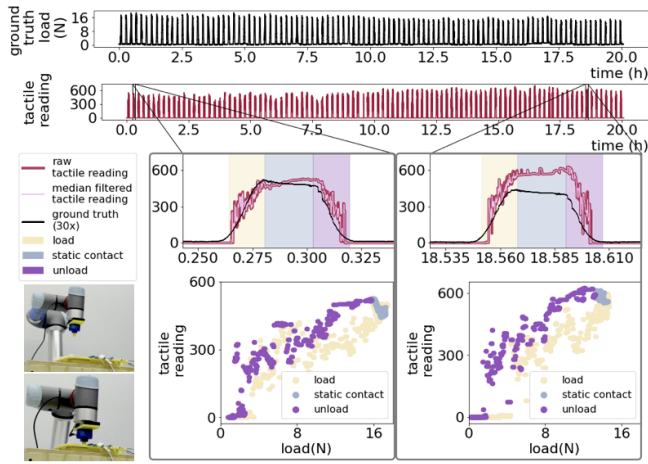 ground
truth
load
(N)
16
8
0
0.0 2.5 5.0 7.5 10.0 12.5 15.0 17.5 20.0
time (h)
tactile
reading
600
300
0
0.0 2.5 5.0 7.5 10.0 12.5 15.0 17.5 20.0
time (h)
raw
tactile reading
median filtered
tactile reading
ground truth
(30x)
load
static contact
unload
600
300
0
0.250 0.275 0.300 0.325
600
300
0
18.535 18.560 18.585 18.610
tactile
reading
600
300
0
load
static contact
unload
0 8 16
load(N)
tactile
reading
600
300
0
load
static contact
unload
0 8 16
load(N)